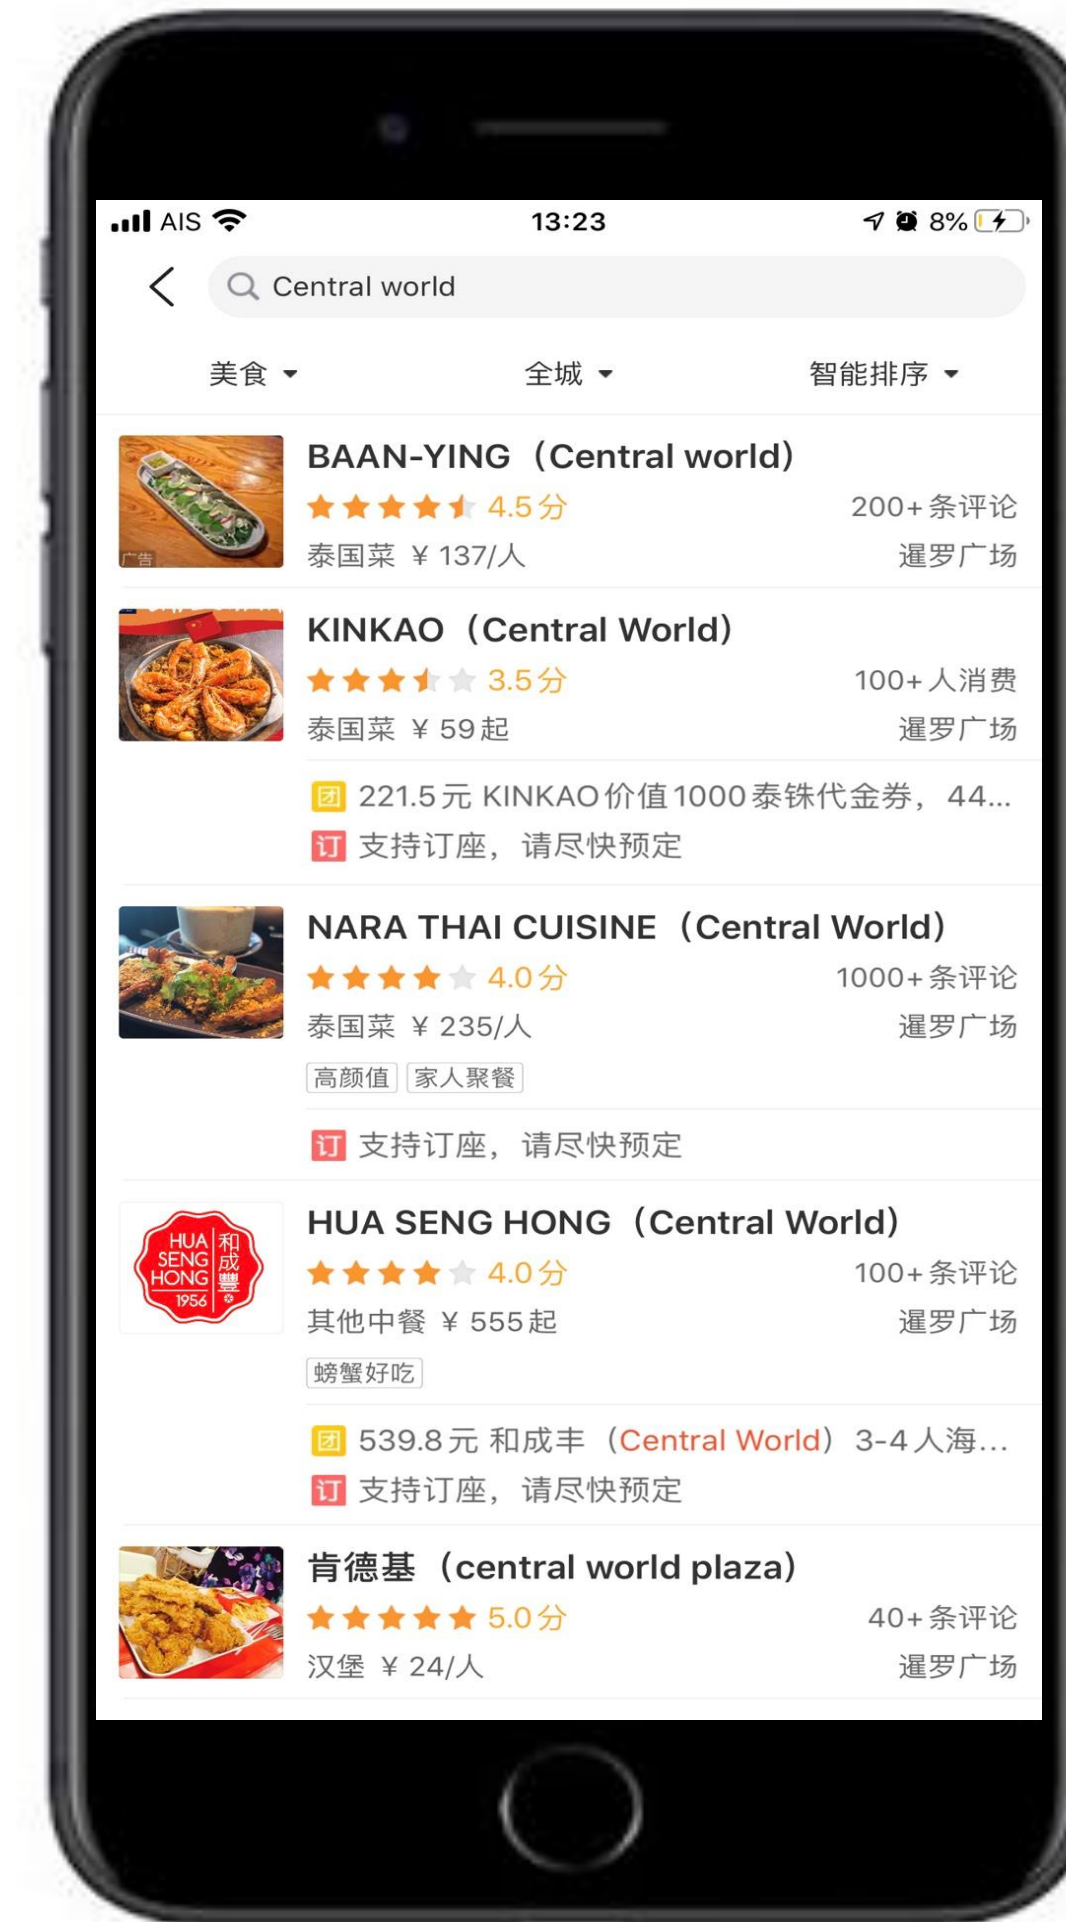 AIS
13:23
8%
Central world
美食
全城
智能排序
BAAN-YING（Central world）
4.5分
200+条评论
泰国菜 ¥ 137/人
暹罗广场
广告
KINKAO（Central World）
3.5分
100+人消费
泰国菜 ¥ 59起
暹罗广场
团 221.5元 KINKAO价值1000泰铢代金券，44...
订 支持订座，请尽快预定
NARA THAI CUISINE（Central World）
4.0分
1000+条评论
泰国菜 ¥ 235/人
暹罗广场
高颜值 家人聚餐
订 支持订座，请尽快预定
HUA SENG HONG（Central World）
HUA
SENG
HONG
1956
和成豐
4.0分
100+条评论
其他中餐 ¥ 555起
暹罗广场
螃蟹好吃
团 539.8元 和成丰（Central World）3-4人海...
订 支持订座，请尽快预定
肯德基（central world plaza）
5.0分
40+条评论
汉堡 ¥ 24/人
暹罗广场